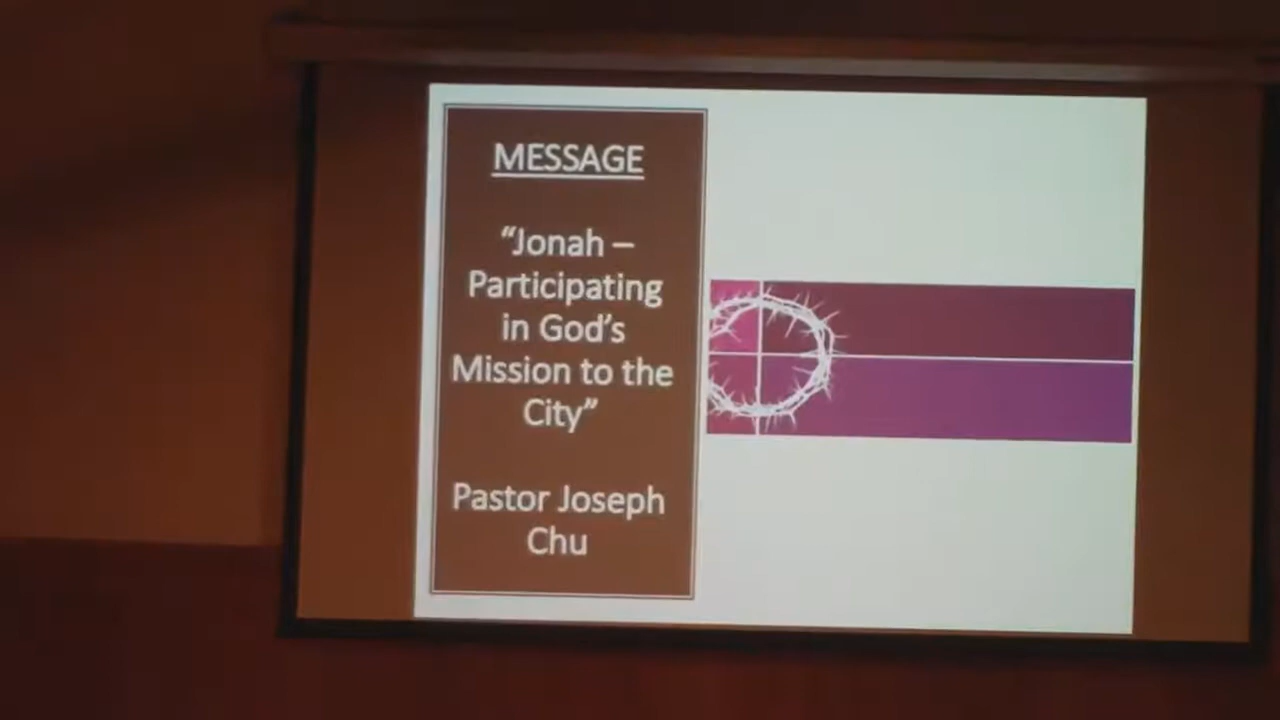 MESSAGE
“Jonah –
Participating
in God’s
Mission to the
City”
Pastor Joseph
Chu